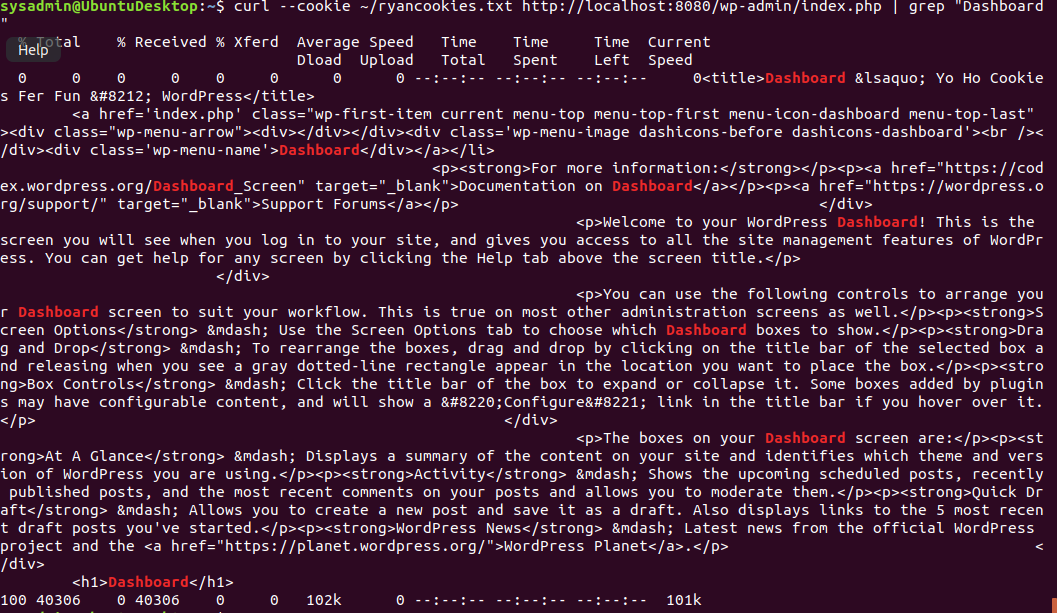 sysadmin@UbuntuDesktop:~$ curl --cookie ~/ryancookies.txt http://localhost:8080/wp-admin/index.php | grep "Dashboard
"
  % Total    % Received % Xferd  Average Speed   Time    Time     Time  Current
Help
                                 Dload  Upload   Total   Spent    Left  Speed
  0     0    0     0    0     0      0      0 --:--:-- --:--:-- --:--:--     0<title>Dashboard &lsaquo; Yo Ho Cookie
s Fer Fun &#8212; WordPress</title>
        <a href='index.php' class="wp-first-item current menu-top menu-top-first menu-icon-dashboard menu-top-last"
><div class="wp-menu-arrow"><div></div></div><div class='wp-menu-image dashicons-before dashicons-dashboard'><br /><
/div><div class='wp-menu-name'>Dashboard</div></a></li>
                                                <p><strong>For more information:</strong></p><p><a href="https://cod
ex.wordpress.org/Dashboard_Screen" target="_blank">Documentation on Dashboard</a></p><p><a href="https://wordpress.o
rg/support/" target="_blank">Support Forums</a></p>                                        </div>
                                                                <p>Welcome to your WordPress Dashboard! This is the
screen you will see when you log in to your site, and gives you access to all the site management features of WordPr
ess. You can get help for any screen by clicking the Help tab above the screen title.</p>
                        </div>
                                                                <p>You can use the following controls to arrange you
r Dashboard screen to suit your workflow. This is true on most other administration screens as well.</p><p><strong>S
creen Options</strong> &mdash; Use the Screen Options tab to choose which Dashboard boxes to show.</p><p><strong>Dra
g and Drop</strong> &mdash; To rearrange the boxes, drag and drop by clicking on the title bar of the selected box a
nd releasing when you see a gray dotted-line rectangle appear in the location you want to place the box.</p><p><stro
ng>Box Controls</strong> &mdash; Click the title bar of the box to expand or collapse it. Some boxes added by plugin
s may have configurable content, and will show a &#8220;Configure&#8221; link in the title bar if you hover over it.
</p>                                                    </div>
                                                                <p>The boxes on your Dashboard screen are:</p><p><st
rong>At A Glance</strong> &mdash; Displays a summary of the content on your site and identifies which theme and vers
ion of WordPress you are using.</p><p><strong>Activity</strong> &mdash; Shows the upcoming scheduled posts, recently
 published posts, and the most recent comments on your posts and allows you to moderate them.</p><p><strong>Quick Dr
aft</strong> &mdash; Allows you to create a new post and save it as a draft. Also displays links to the 5 most recen
t draft posts you've started.</p><p><strong>WordPress News</strong> &mdash; Latest news from the official WordPress
project and the <a href="https://planet.wordpress.org/">WordPress Planet</a>.</p>                                  <
/div>
        <h1>Dashboard</h1>
100 40306    0 40306    0     0   102k      0 --:--:-- --:--:-- --:--:--  101k